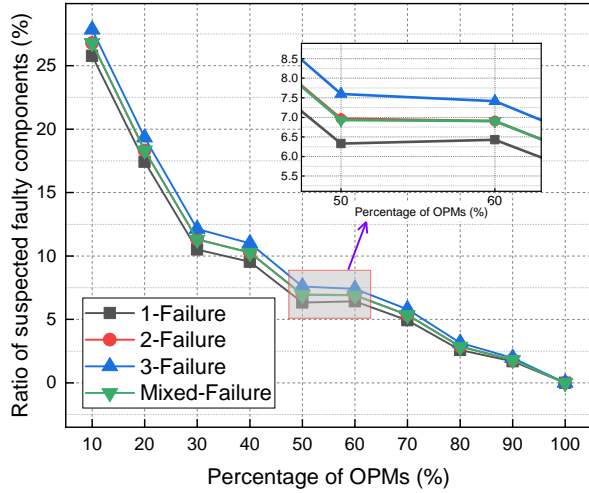 Ratio of suspected faulty components (%)
25
20
15
10
5
0
8.5
8.0
7.5
7.0
6.5
6.0
5.5
50
60
Percentage of OPMs (%)
1-Failure
2-Failure
3-Failure
Mixed-Failure
10 20 30 40 50 60 70 80 90 100
Percentage of OPMs (%)